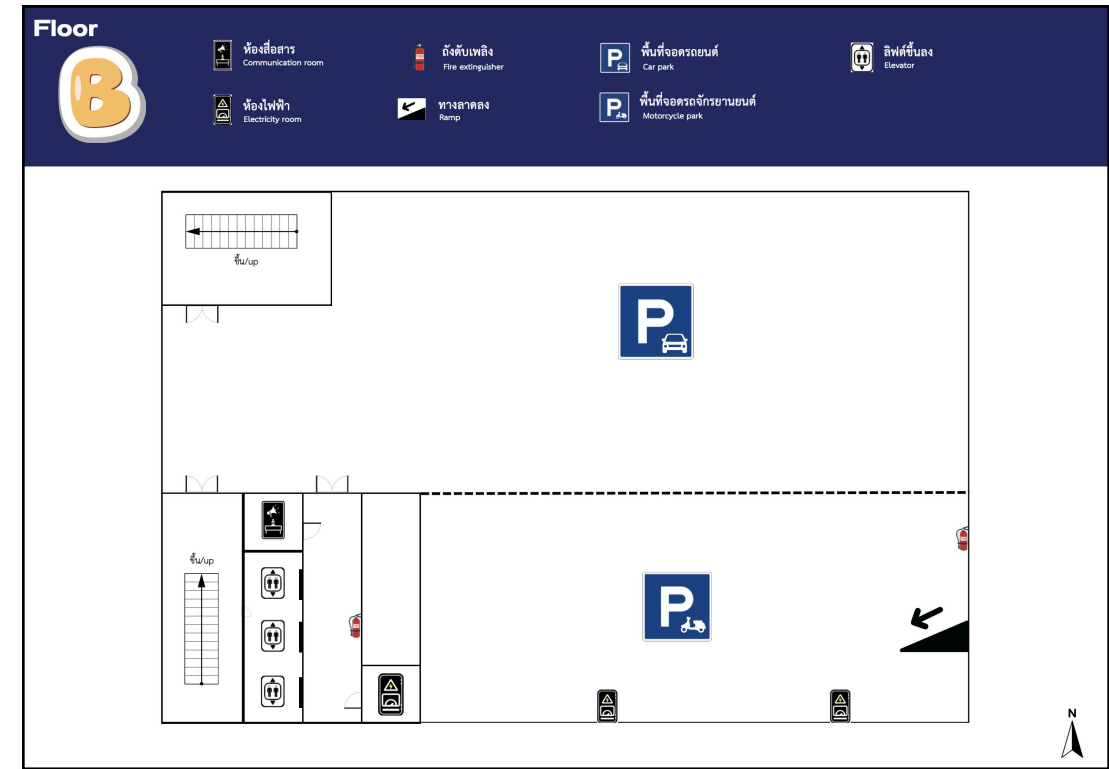 Floor
B
ห้องสื่อสาร
Communication room
ถังดับเพลิง
Fire extinguisher
P
พื้นที่จอดรถยนต์
Car park
ลิฟต์ขึ้นลง
Elevator
ห้องไฟฟ้า
Electricity room
ทางลาดลง
Ramp
P
พื้นที่จอดรถจักรยานยนต์
Motorcycle park
ขึ้น/up
P
ขึ้น/up
P
N